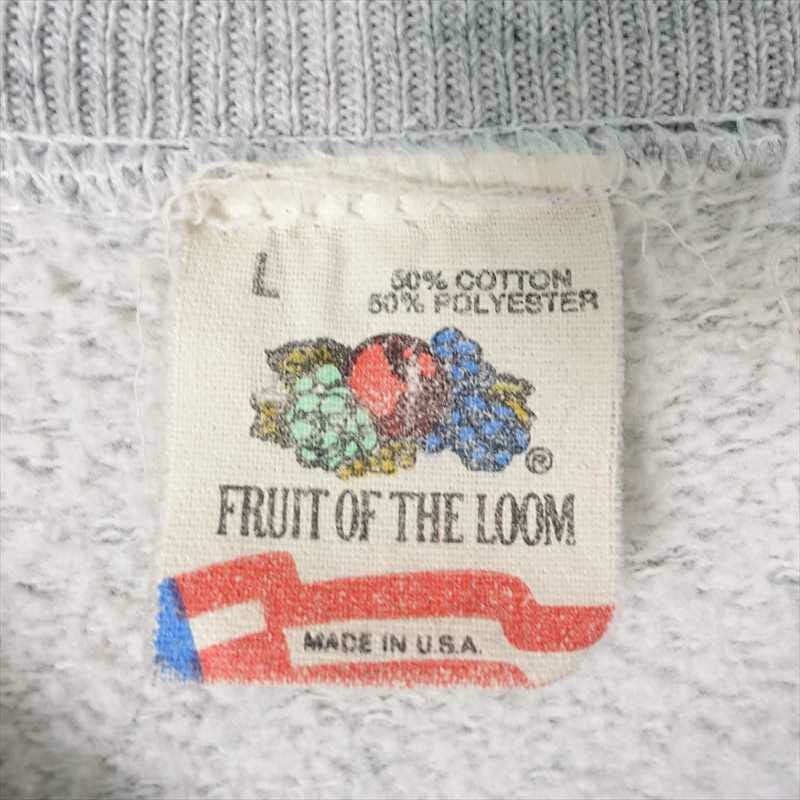 L
50% COTTON
50% POLYESTER
®
FRUIT OF THE LOOM
MADE IN U.S.A.